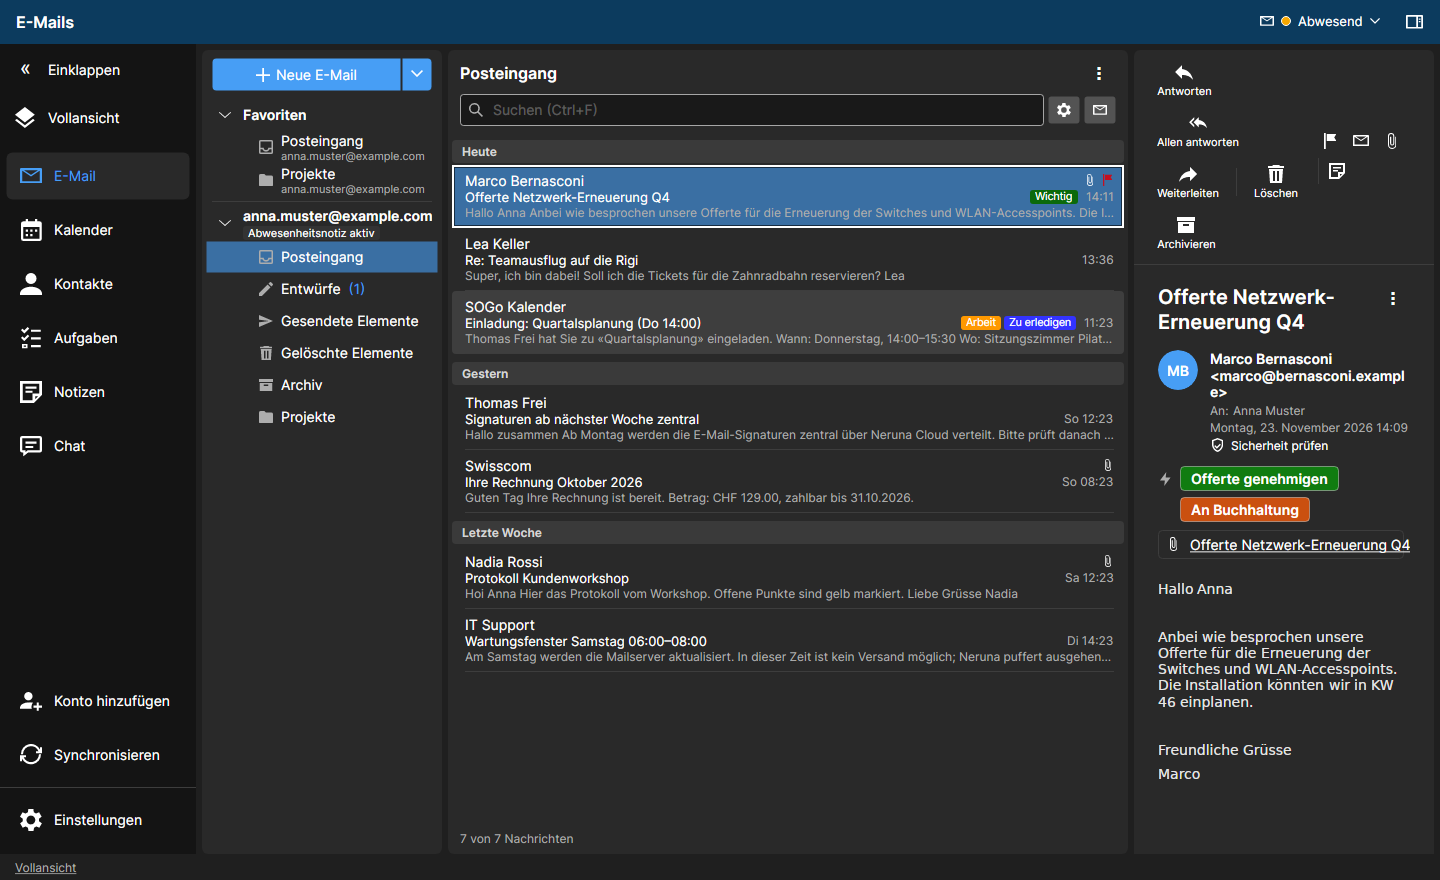 E-Mails
Abwesend
Einklappen
Vollansicht
E-Mail
Kalender
Kontakte
Aufgaben
Notizen
Chat
Konto hinzufügen
Synchronisieren
Einstellungen
Vollansicht
Neue E-Mail
Favoriten
Posteingang
anna.muster@example.com
Projekte
anna.muster@example.com
anna.muster@example.com
Abwesenheitsnotiz aktiv
Posteingang
Entwürfe (1)
Gesendete Elemente
Gelöschte Elemente
Archiv
Projekte
Posteingang
Suchen (Ctrl+F)
Heute
Marco Bernasconi
Offerte Netzwerk-Erneuerung Q4 Wichtig 14:11
Hallo Anna Anbei wie besprochen unsere Offerte für die Erneuerung der Switches und WLAN-Accesspoints. Die I...
Lea Keller
Re: Teamausflug auf die Rigi 13:36
Super, ich bin dabei! Soll ich die Tickets für die Zahnradbahn reservieren? Lea
SOGo Kalender
Einladung: Quartalsplanung (Do 14:00) Arbeit Zu erledigen 11:23
Thomas Frei hat Sie zu «Quartalsplanung» eingeladen. Wann: Donnerstag, 14:00–15:30 Wo: Sitzungszimmer Pilat...
Gestern
Thomas Frei
Signaturen ab nächster Woche zentral So 12:23
Hallo zusammen Ab Montag werden die E-Mail-Signaturen zentral über Neruna Cloud verteilt. Bitte prüft danach ...
Swisscom
Ihre Rechnung Oktober 2026 So 08:23
Guten Tag Ihre Rechnung ist bereit. Betrag: CHF 129.00, zahlbar bis 31.10.2026.
Letzte Woche
Nadia Rossi
Protokoll Kundenworkshop Sa 12:23
Hoi Anna Hier das Protokoll vom Workshop. Offene Punkte sind gelb markiert. Liebe Grüsse Nadia
IT Support
Wartungsfenster Samstag 06:00–08:00 Di 14:23
Am Samstag werden die Mailserver aktualisiert. In dieser Zeit ist kein Versand möglich; Neruna puffert ausgehen...
7 von 7 Nachrichten
Antworten
Allen antworten
Weiterleiten
Löschen
Archivieren
Offerte Netzwerk-
Erneuerung Q4
MB
Marco Bernasconi
<marco@bernasconi.exampl
e>
An: Anna Muster
Montag, 23. November 2026 14:09
Sicherheit prüfen
Offerte genehmigen
An Buchhaltung
Offerte Netzwerk-Erneuerung Q4
Hallo Anna
Anbei wie besprochen unsere
Offerte für die Erneuerung der
Switches und WLAN-Accesspoints.
Die Installation könnten wir in KW
46 einplanen.
Freundliche Grüsse
Marco